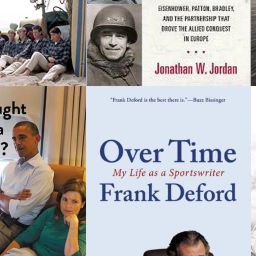 EISENHOWER, PATTON, BRADLEY,
AND THE PARTNERSHIP THAT
DROVE THE ALLIED CONQUEST
IN EUROPE
Jonathan W. Jordan
ught
a
?
"Frank Deford is the best there is."—Buzz Bissinger
Over Time
My Life as a Sportswriter
Frank Deford